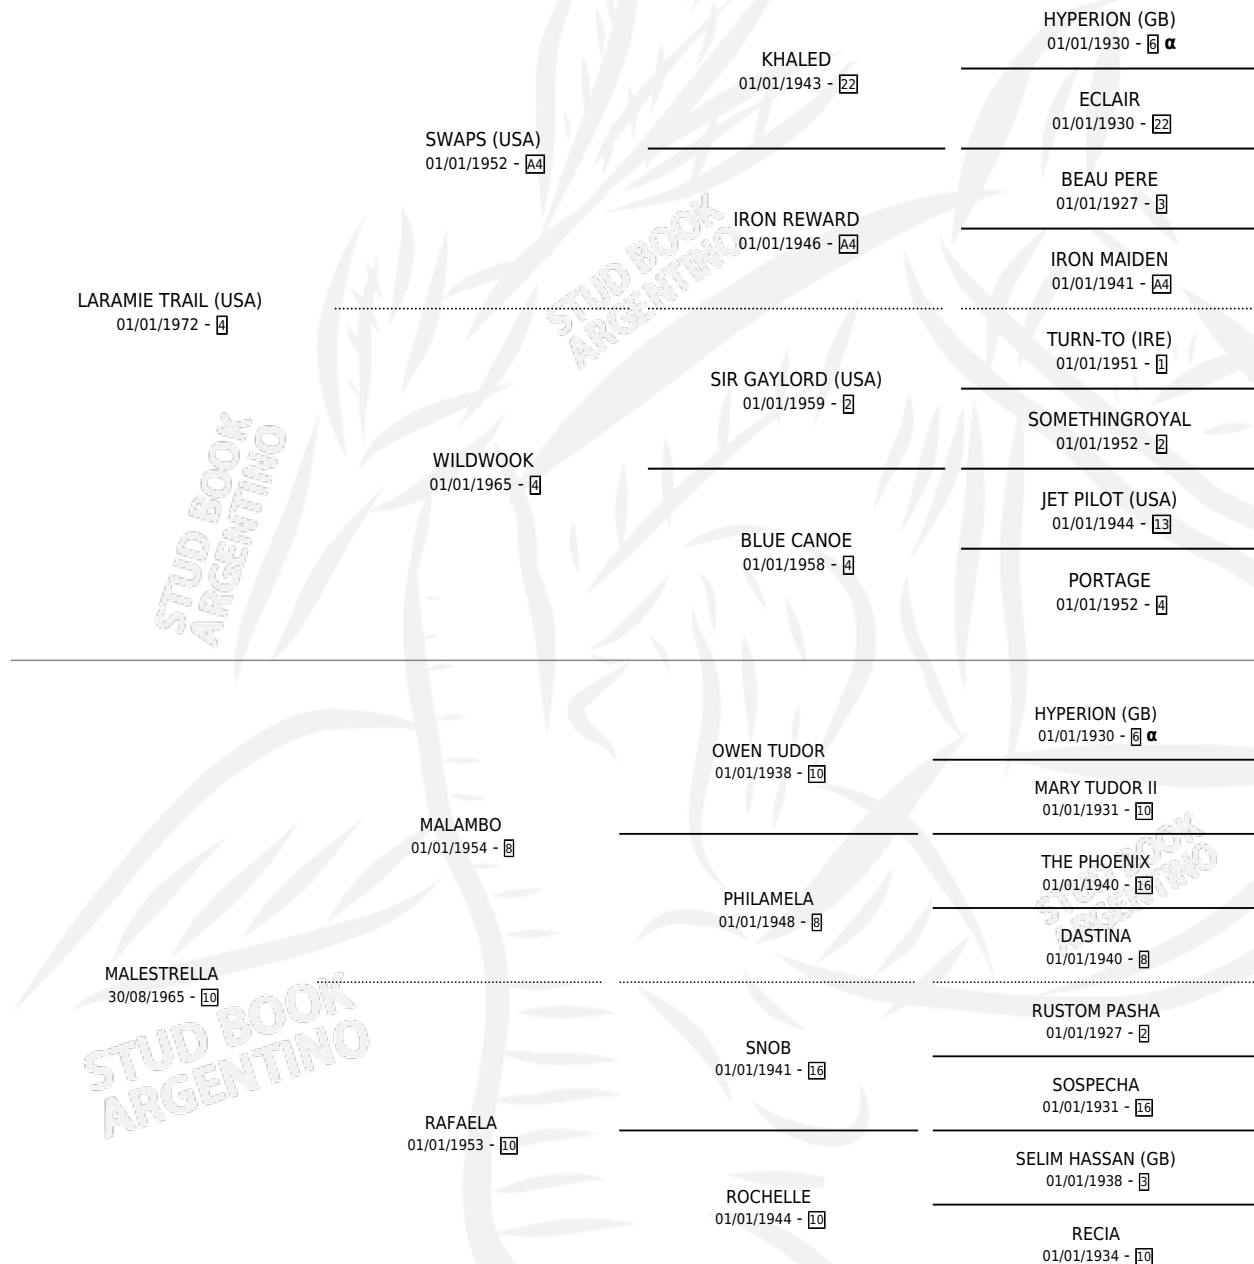 HYPERION (GB)
01/01/1930 - 6 α
KHALED
01/01/1943 - 22
ECLAIR
01/01/1930 - 22
SWAPS (USA)
01/01/1952 - A4
BEAU PERE
01/01/1927 - 3
IRON REWARD
01/01/1946 - A4
IRON MAIDEN
01/01/1941 - A4
STUD BOOK
ARGENTINO
LARAMIE TRAIL (USA)
01/01/1972 - 4
TURN-TO (IRE)
01/01/1951 - 1
SIR GAYLORD (USA)
01/01/1959 - 2
SOMETHINGROYAL
01/01/1952 - 2
WILDWOOK
01/01/1965 - 4
JET PILOT (USA)
01/01/1944 - 13
BLUE CANOE
01/01/1958 - 4
PORTAGE
01/01/1952 - 4
STUD BOOK
ARGENTINO
HYPERION (GB)
01/01/1930 - 6 α
OWEN TUDOR
01/01/1938 - 10
MARY TUDOR II
01/01/1931 - 10
MALAMBO
01/01/1954 - 8
THE PHOENIX
01/01/1940 - 16
PHILAMELA
01/01/1948 - 8
DASTINA
01/01/1940 - 8
STUD BOOK
ARGENTINO
MALESTRELLA
30/08/1965 - 10
RUSTOM PASHA
01/01/1927 - 2
SNOB
01/01/1941 - 16
SOSPECHA
01/01/1931 - 16
STUD BOOK
ARGENTINO
RAFAELA
01/01/1953 - 10
SELIM HASSAN (GB)
01/01/1938 - 3
ROCHELLE
01/01/1944 - 10
RECIA
01/01/1934 - 10